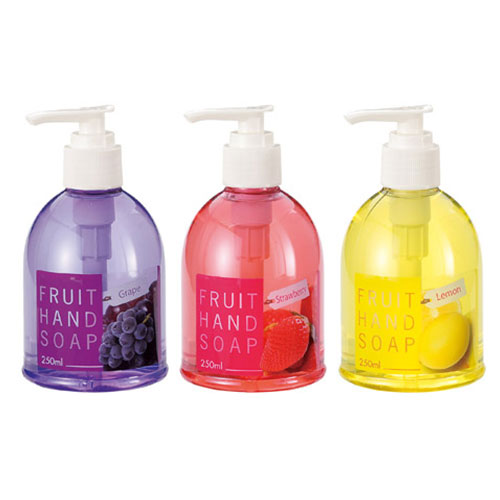 Grape
FRUIT
HAND
SOAP
250ml
Strawberry
FRUIT
HAND
SOAP
250ml
Lemon
FRUIT
HAND
SOAP
250ml